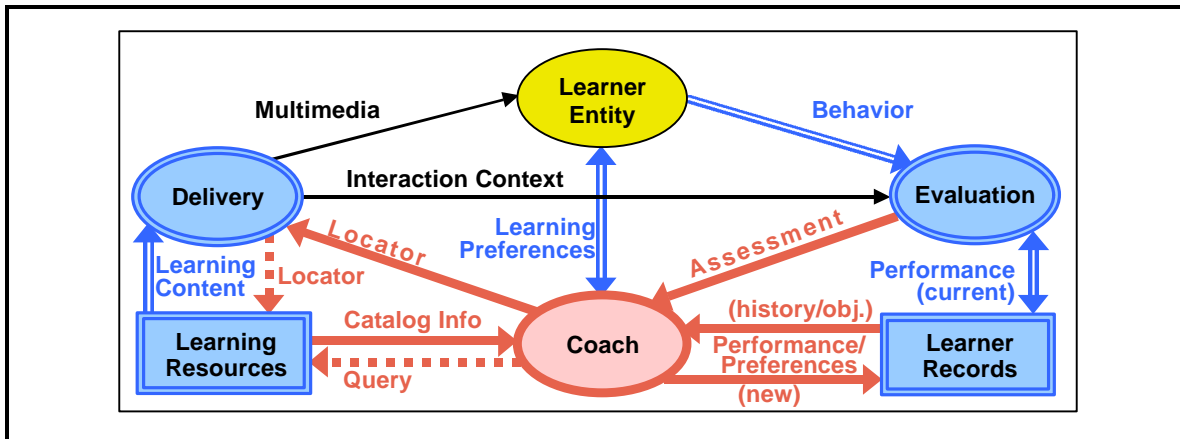 Learner
Entity
Multimedia
Behavior
Interaction Context
Delivery
Evaluation
Learning
Preferences
Locator
Assessment
Learning
Content
Locator
Performance
(current)
(history/obj.)
Catalog Info
Learning
Resources
Coach
Performance/
Preferences
Learner
Records
Query
(new)